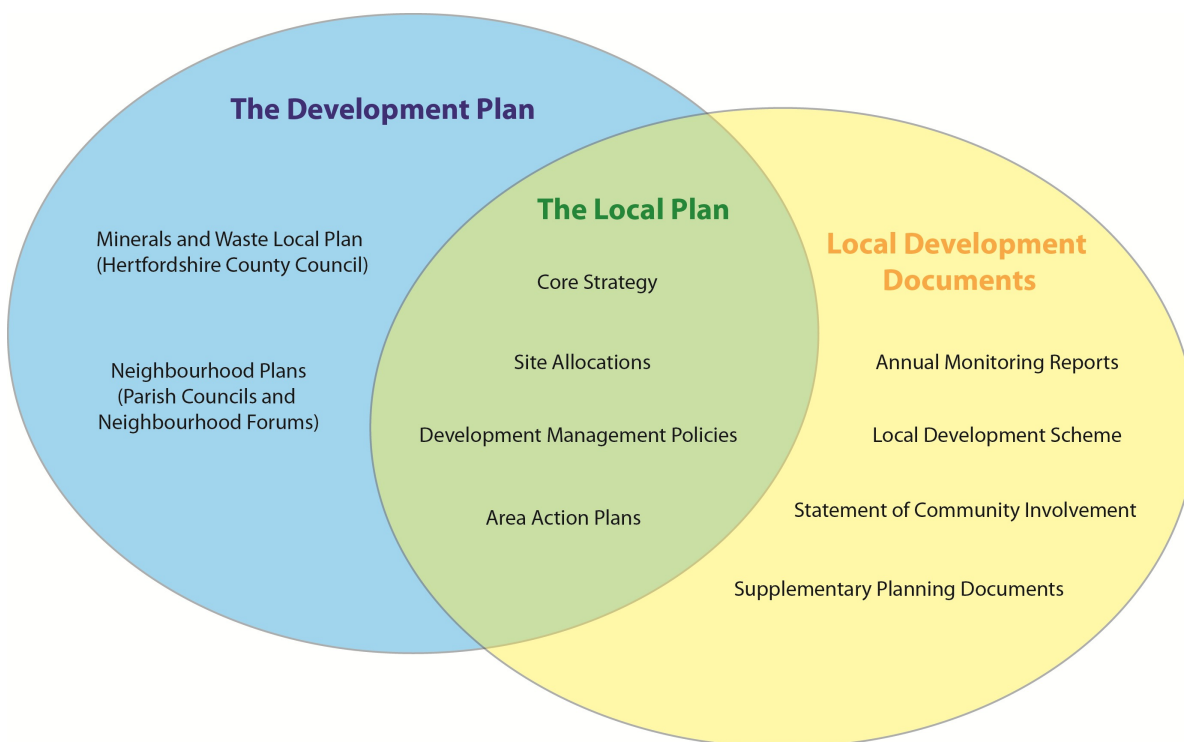 The Development Plan
Minerals and Waste Local Plan
(Hertfordshire County Council)
Neighbourhood Plans
(Parish Councils and
Neighbourhood Forums)
The Local Plan
Core Strategy
Site Allocations
Development Management Policies
Area Action Plans
Local Development
Documents
Annual Monitoring Reports
Local Development Scheme
Statement of Community Involvement
Supplementary Planning Documents